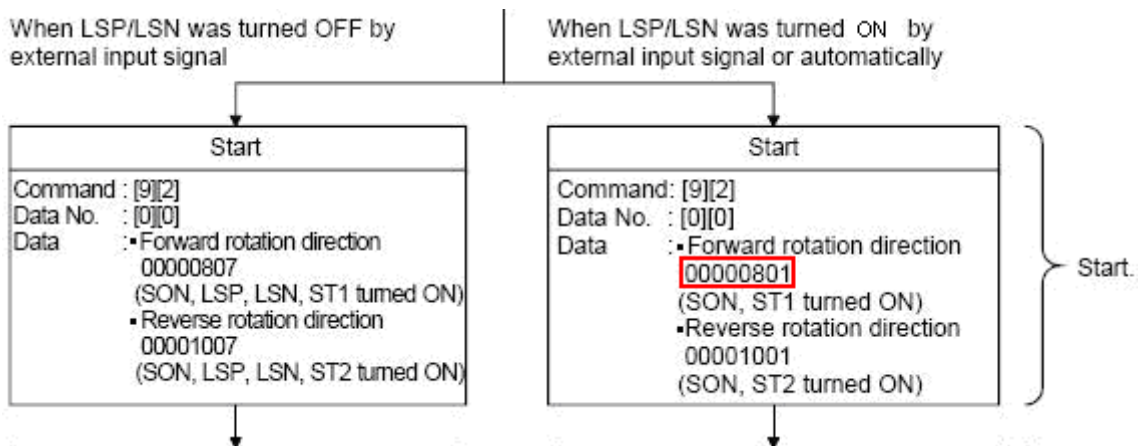 When LSP/LSN was turned OFF by
external input signal
When LSP/LSN was turned ON by
external input signal or automatically
Start
Command : [9][2]
Data No. : [0][0]
Data :▪Forward rotation direction
00000807
(SON, LSP, LSN, ST1 turned ON)
▪Reverse rotation direction
00001007
(SON, LSP, LSN, ST2 turned ON)
Start
Command: [9][2]
Data No. : [0][0]
Data :▪Forward rotation direction
00000801
(SON, ST1 turned ON)
▪Reverse rotation direction
00001001
(SON, ST2 turned ON)
Start.